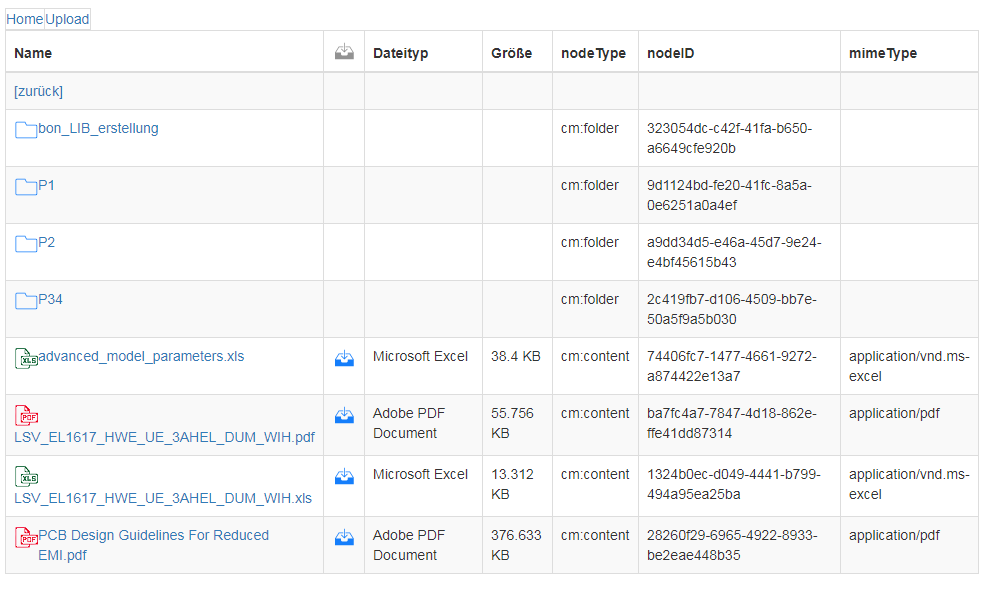 Home Upload
Name Dateityp Größe nodeType nodeID mimeType
[zurück]
bon_LIB_erstellung cm:folder 323054dc-c42f-41fa-b650-
a6649cfe920b
P1 cm:folder 9d1124bd-fe20-41fc-8a5a-
0e6251a0a4ef
P2 cm:folder a9dd34d5-e46a-45d7-9e24-
e4bf45615b43
P34 cm:folder 2c419fb7-d106-4509-bb7e-
50a5f9a5b030
XLS advanced_model_parameters.xls Microsoft Excel 38.4 KB cm:content 74406fc7-1477-4661-9272- application/vnd.ms-
a874422e13a7 excel
PDF Adobe PDF 55.756 cm:content ba7fc4a7-7847-4d18-862e- application/pdf
LSV_EL1617_HWE_UE_3AHEL_DUM_WIH.pdf Document KB ffe41dd87314
XLS Microsoft Excel 13.312 cm:content 1324b0ec-d049-4441-b799- application/vnd.ms-
LSV_EL1617_HWE_UE_3AHEL_DUM_WIH.xls KB 494a95ea25ba excel
PDF PCB Design Guidelines For Reduced Adobe PDF 376.633 cm:content 28260f29-6965-4922-8933- application/pdf
EMI.pdf Document KB be2eae448b35